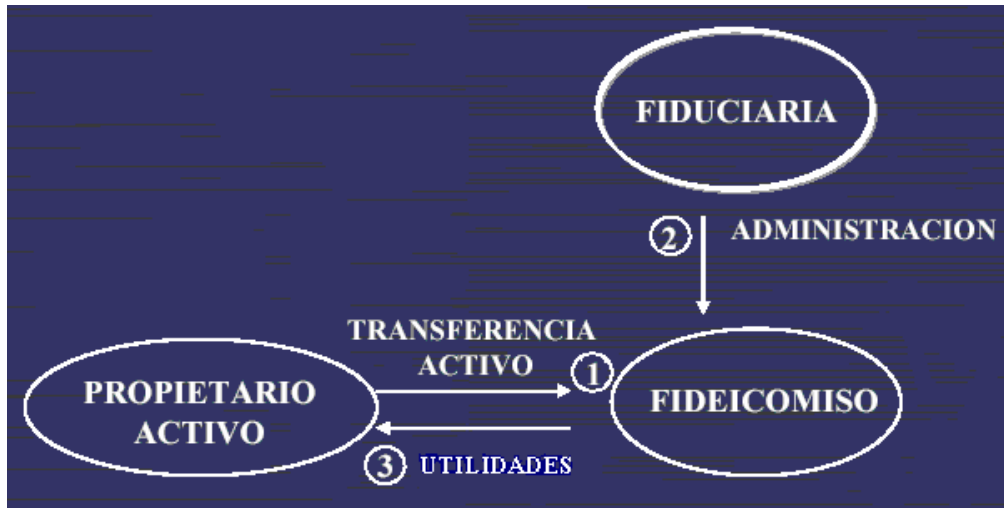 FIDUCIARIA
2 ADMINISTRACION
TRANSFERENCIA
ACTIVO 1
PROPIETARIO
ACTIVO
FIDEICOMISO
3 UTILIDADES